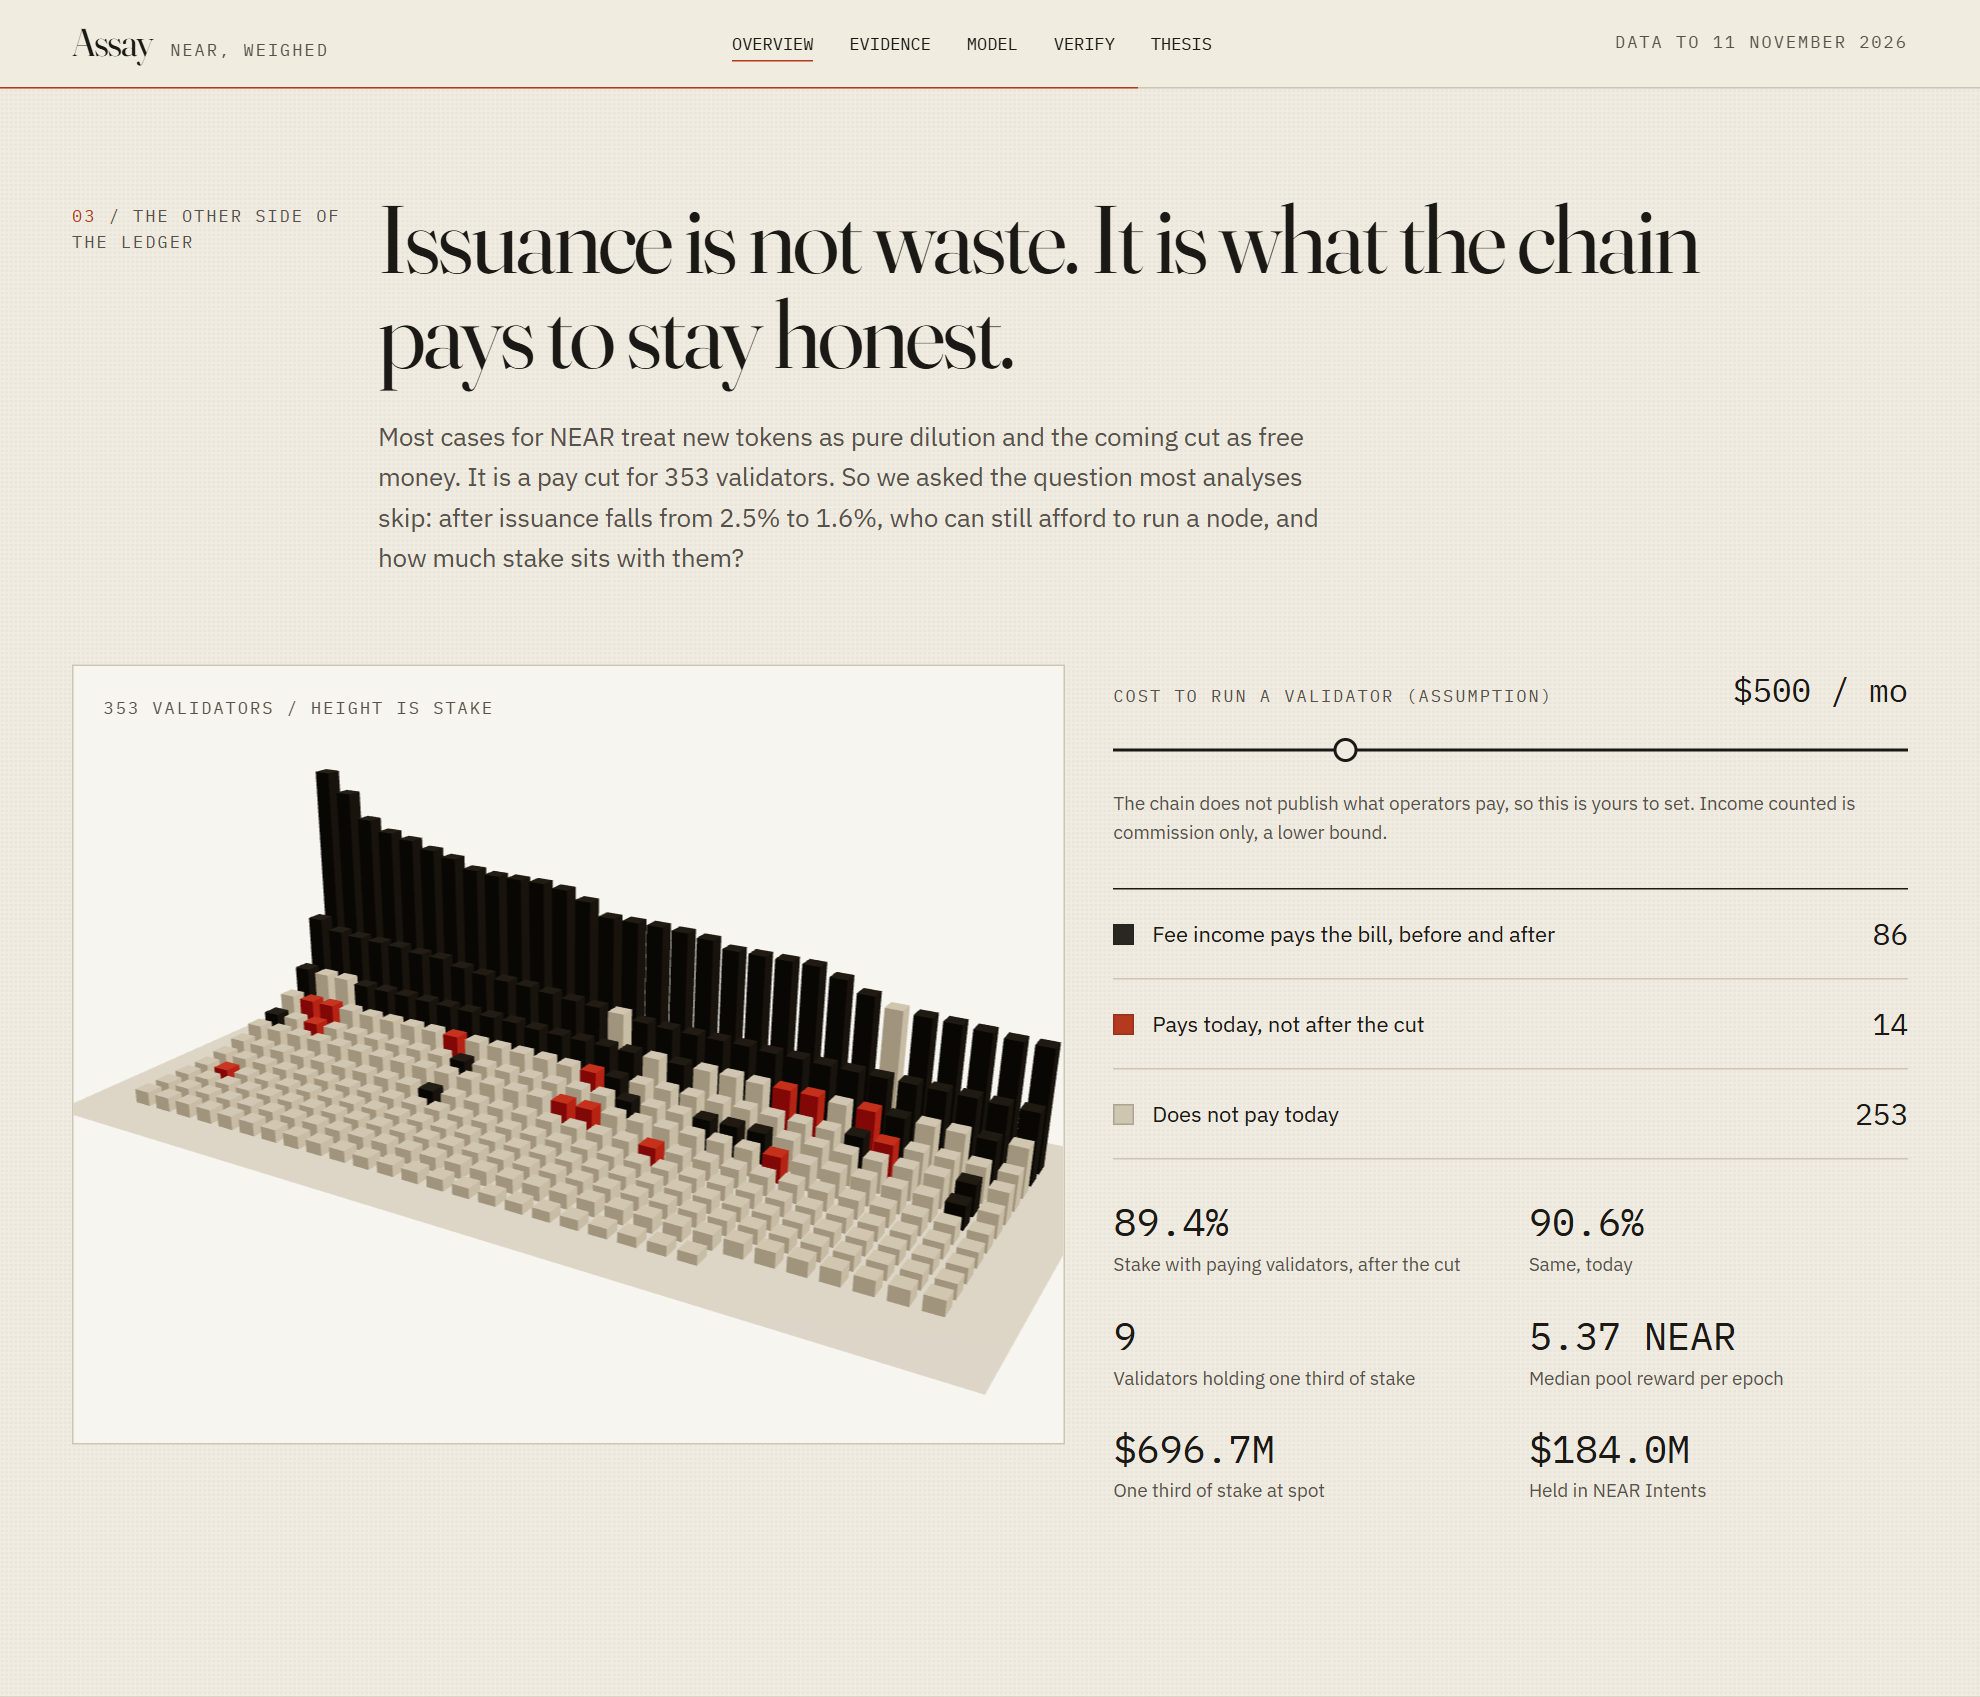 Assay NEAR, WEIGHED
OVERVIEW EVIDENCE MODEL VERIFY THESIS
DATA TO 11 NOVEMBER 2026
03 / THE OTHER SIDE OF
THE LEDGER
Issuance is not waste. It is what the chain
pays to stay honest.
Most cases for NEAR treat new tokens as pure dilution and the coming cut as free
money. It is a pay cut for 353 validators. So we asked the question most analyses
skip: after issuance falls from 2.5% to 1.6%, who can still afford to run a node, and
how much stake sits with them?
353 VALIDATORS / HEIGHT IS STAKE
COST TO RUN A VALIDATOR (ASSUMPTION) $500 / mo
The chain does not publish what operators pay, so this is yours to set. Income counted is
commission only, a lower bound.
Fee income pays the bill, before and after 86
Pays today, not after the cut 14
Does not pay today 253
89.4% 90.6%
Stake with paying validators, after the cut Same, today
9 5.37 NEAR
Validators holding one third of stake Median pool reward per epoch
$696.7M $184.0M
One third of stake at spot Held in NEAR Intents